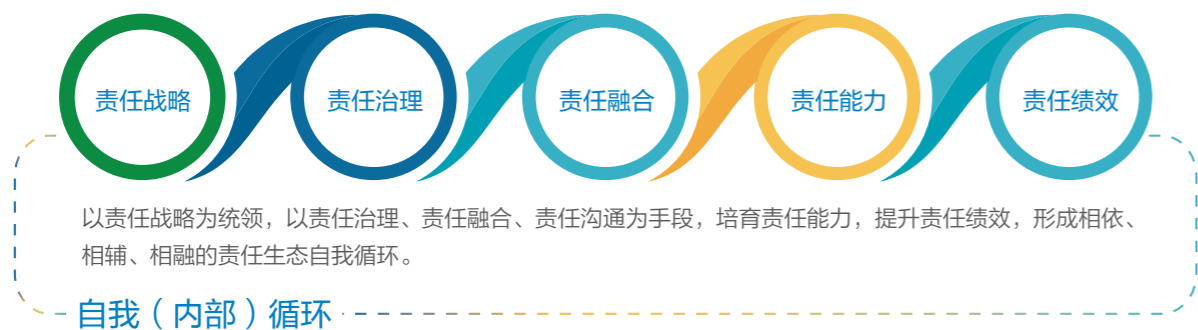 责任战略
责任治理
责任融合
责任能力
责任绩效
以责任战略为统领，以责任治理、责任融合、责任沟通为手段，培育责任能力，提升责任绩效，形成相依、
相辅、相融的责任生态自我循环。
自我（内部）循环